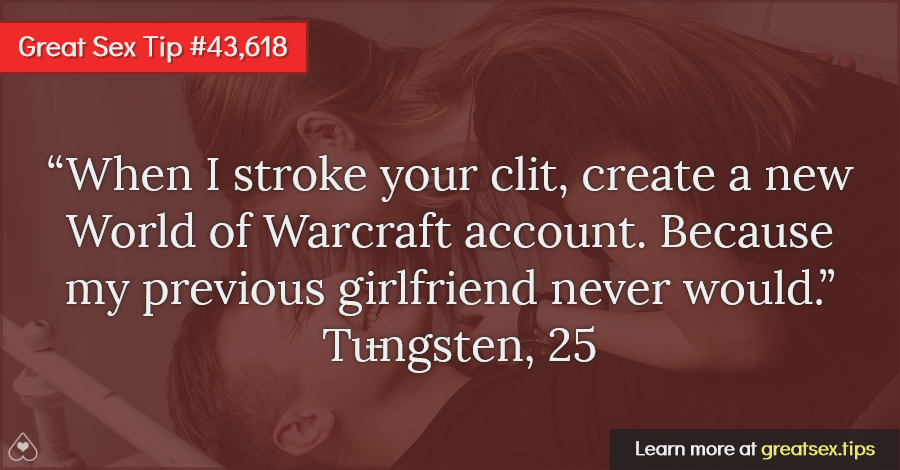 Great Sex Tip #43,618
“When I stroke your clit, create a new
World of Warcraft account. Because
my previous girlfriend never would.”
Tungsten, 25
Learn more at greatsex.tips